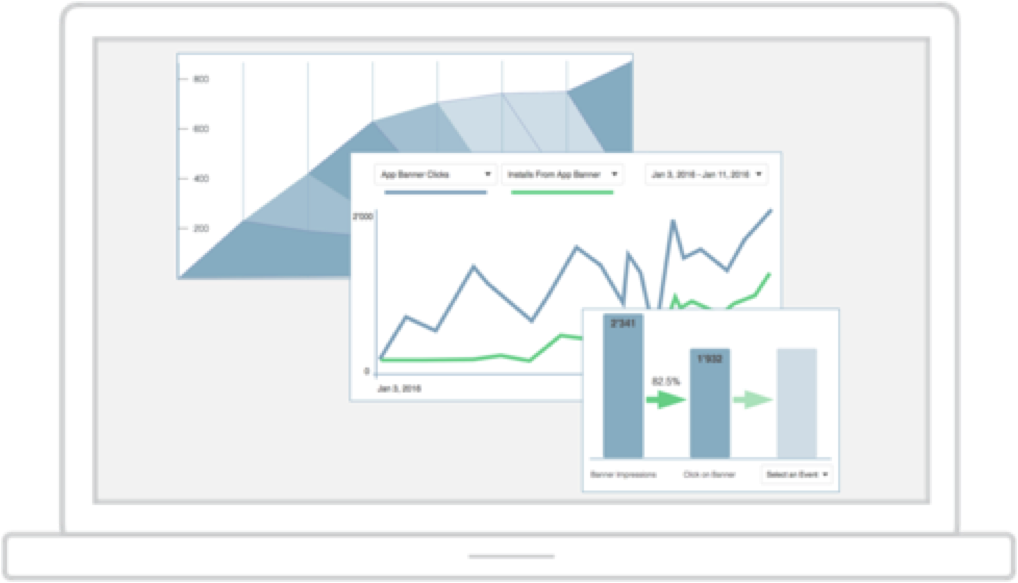 800
600
400
200
App Banner Clicks
Installs From App Banner
Jan 3, 2016 - Jan 11, 2016
2'000
0
Jan 3, 2016
2'341
1'932
82.5%
Banner Impressions
Click on Banner
Select an Event